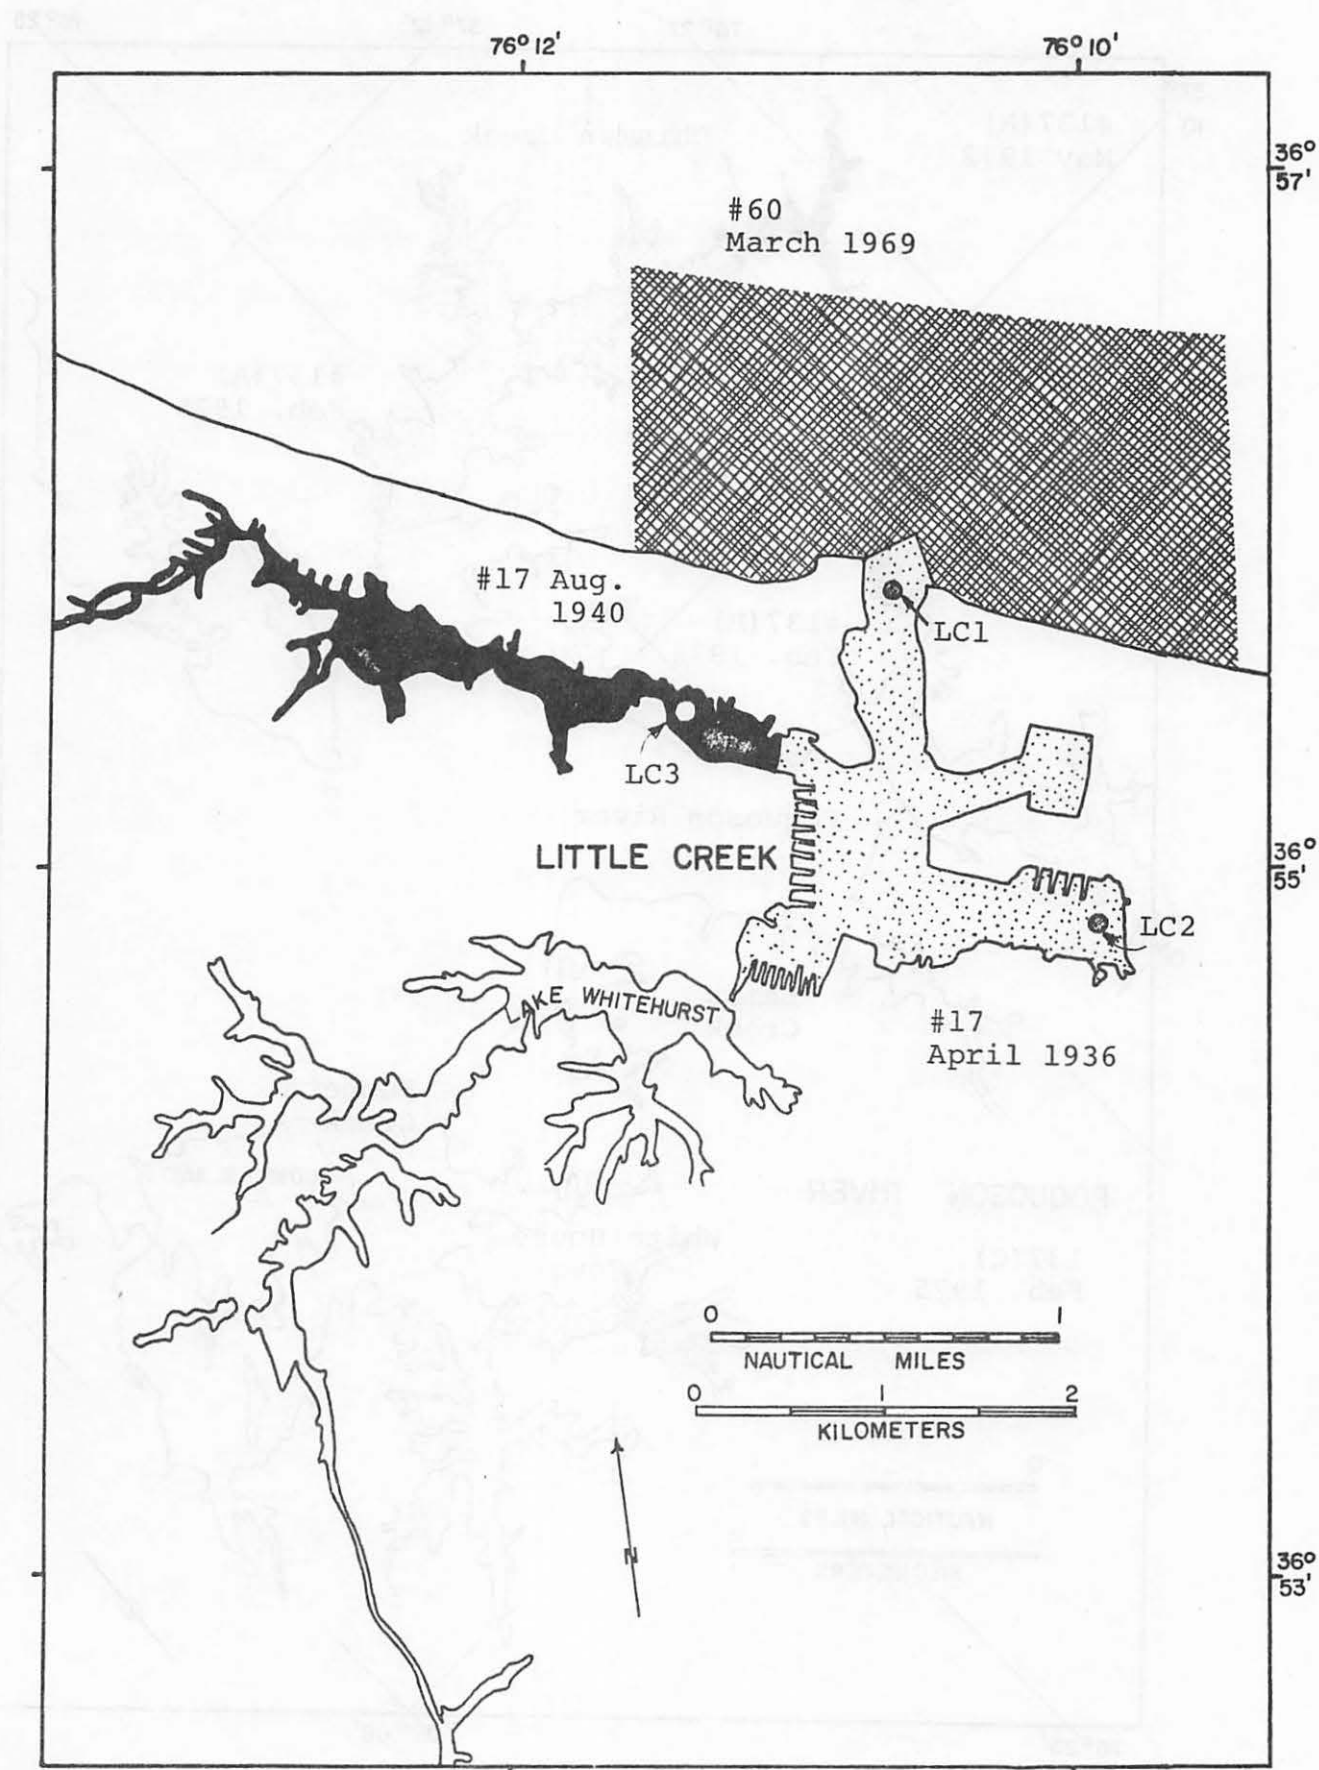 76° 12'
76° 10'
36°
57'
#60
March 1969
#17 Aug.
1940
LC1
LC3
LITTLE CREEK
36°
55'
LC2
LAKE WHITEHURST
#17
April 1936
0 1
NAUTICAL MILES
0 1 2
KILOMETERS
N
36°
53'